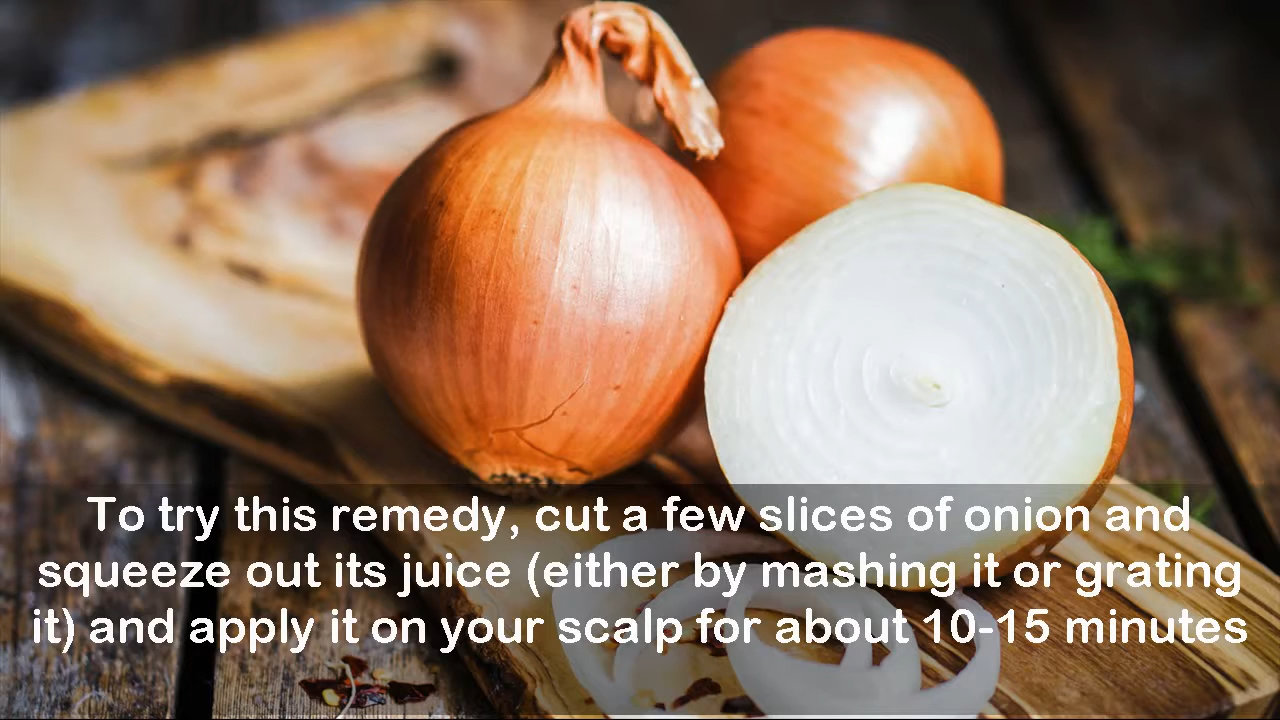 To try this remedy, cut a few slices of onion and
squeeze out its juice (either by mashing it or grating
it) and apply it on your scalp for about 10-15 minutes